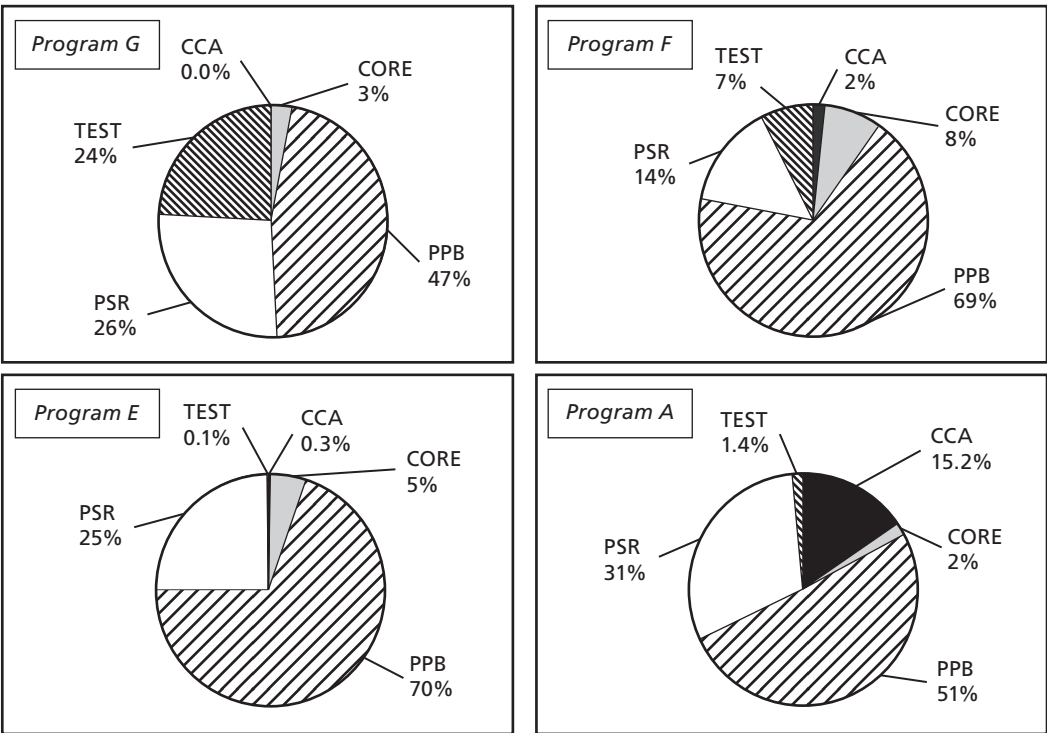 Program G
CCA
0.0%
CORE
3%
TEST
24%
PPB
47%
PSR
26%
Program F
TEST
7%
CCA
2%
CORE
8%
PSR
14%
PPB
69%
Program E
TEST
0.1%
CCA
0.3%
CORE
5%
PSR
25%
PPB
70%
Program A
TEST
1.4%
CCA
15.2%
CORE
2%
PSR
31%
PPB
51%